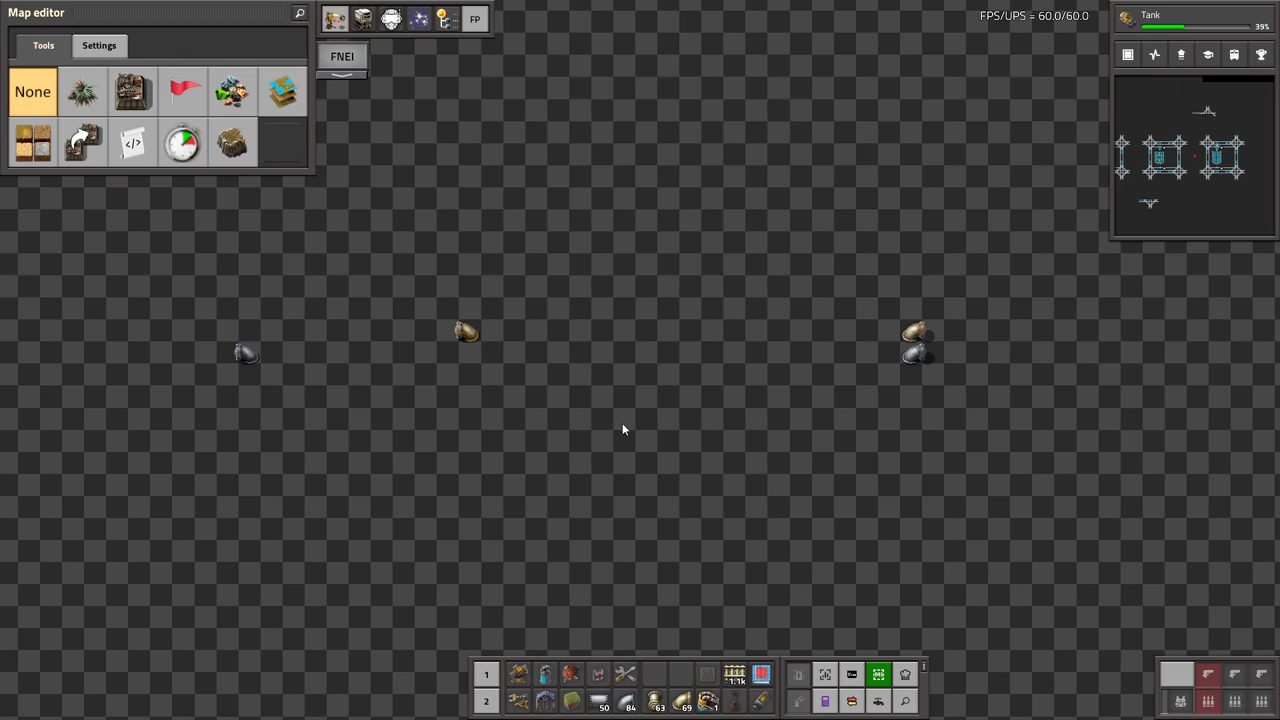 Map editor
Tools Settings
None
</>
FP
FNEI
FPS/UPS = 60.0/60.0
Tank
39%
1 1.1k
2 50 84 63 69 1